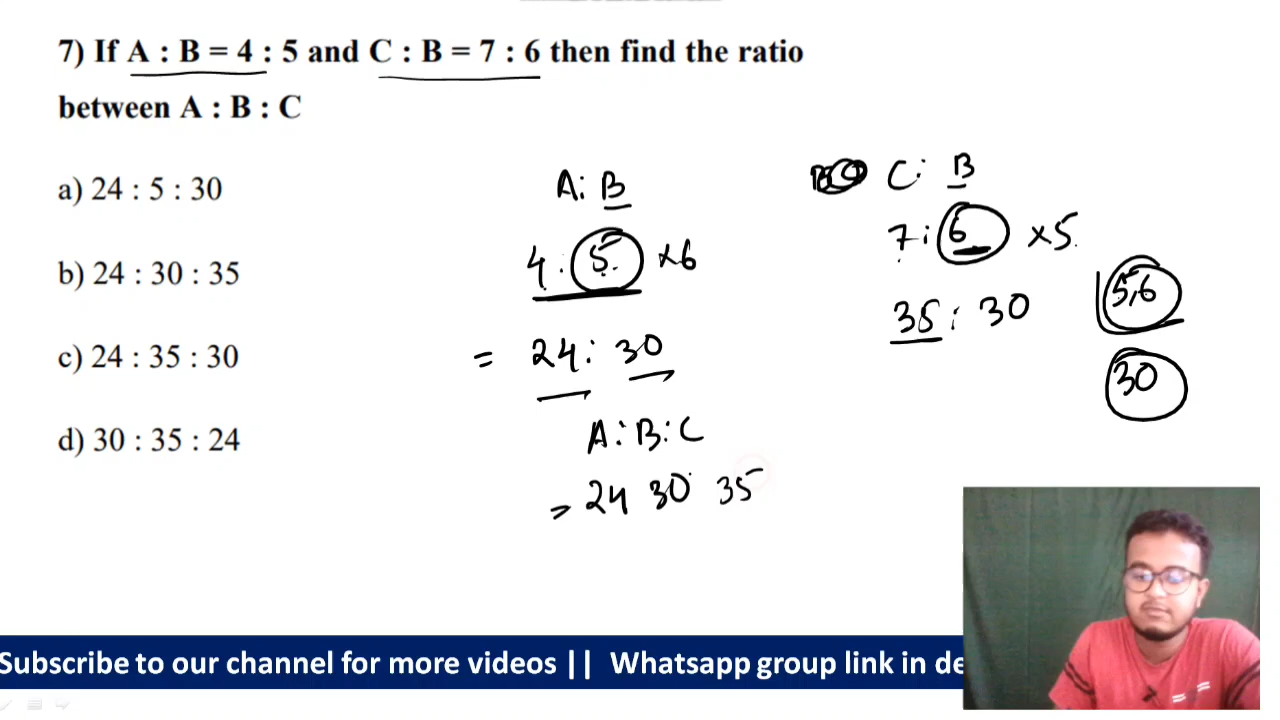 7) If A : B = 4 : 5 and C : B = 7 : 6 then find the ratio
between A : B : C
a) 24 : 5 : 30
b) 24 : 30 : 35
c) 24 : 35 : 30
d) 30 : 35 : 24
A : B
4 : 5 ×6
= 24 : 30
A : B : C
= 24 30 35
C : B
7 : 6 ×5
35 : 30
5,6
30
Subscribe to our channel for more videos || Whatsapp group link in de